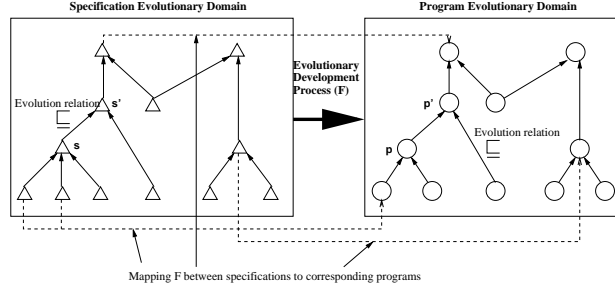 Specification Evolutionary Domain
Program Evolutionary Domain
Evolutionary
Development
Process (F)
Evolution relation
⊑
s'
s
p'
Evolution relation
⊑
p
Mapping F between specifications to corresponding programs